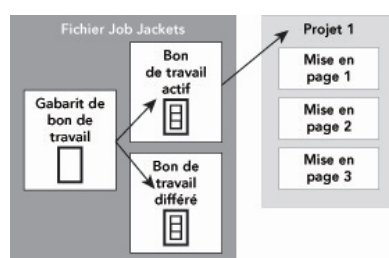 Fichier Job Jackets
Gabarit de
bon de
travail
Bon
de travail
actif
Bon de
travail
différé
Projet 1
Mise en
page 1
Mise en
page 2
Mise en
page 3